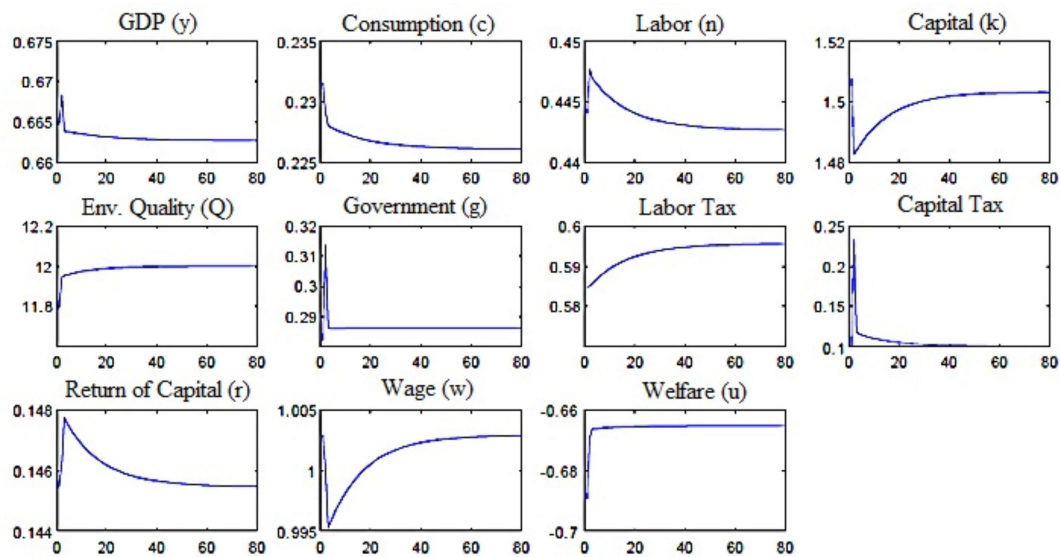 GDP (y) Consumption (c) Labor (n) Capital (k)
0.675 0.235 0.45 1.52
0.67 0.23 0.445 1.5
0.665
0.66 0.225 0.44 1.48
0 20 40 60 80 0 20 40 60 80 0 20 40 60 80 0 20 40 60 80
Env. Quality (Q) Government (g) Labor Tax Capital Tax
12.2 0.32 0.6 0.25
0.31 0.2
12 0.3 0.59
11.8 0.29 0.58 0.15
0.1
0 20 40 60 80 0 20 40 60 80 0 20 40 60 80 0 20 40 60 80
Return of Capital (r) Wage (w) Welfare (u)
0.148 1.005 -0.66
0.146 1 -0.68
0.144 0.995 -0.7
0 20 40 60 80 0 20 40 60 80 0 20 40 60 80